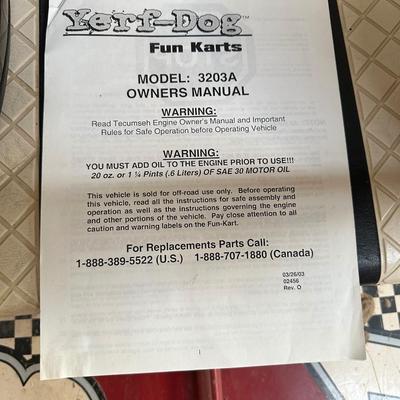 Yerf-Dog™
Fun Karts
MODEL: 3203A
OWNERS MANUAL
WARNING:
Read Tecumseh Engine Owner's Manual and Important
Rules for Safe Operation before Operating Vehicle
WARNING:
YOU MUST ADD OIL TO THE ENGINE PRIOR TO USE!!!
20 oz. or 1 ¼ Pints (.6 Liters) OF SAE 30 MOTOR OIL
This vehicle is sold for off-road use only. Before operating
this vehicle, read all the instructions for safe assembly and
operation as well as the instructions governing the engine
and other portions of the vehicle. Pay close attention to all
caution and warning labels on the Fun-Kart.
For Replacements Parts Call:
1-888-389-5522 (U.S.) 1-888-707-1880 (Canada)
03/26/03
02456
Rev. O
1